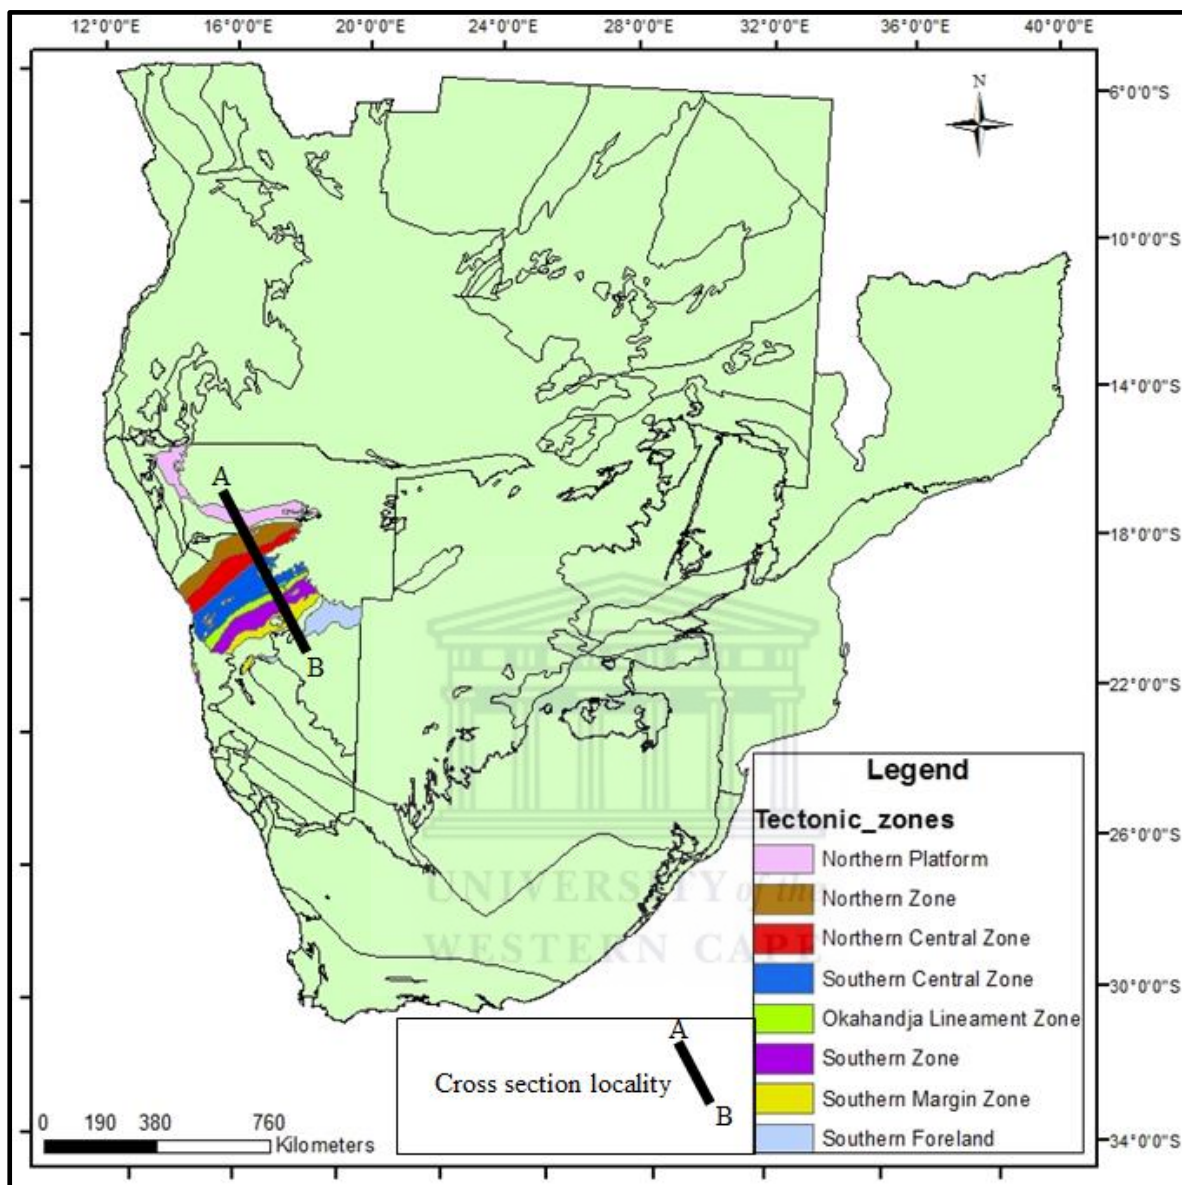 12°0'0"E 16°0'0"E 20°0'0"E 24°0'0"E 28°0'0"E 32°0'0"E 36°0'0"E 40°0'0"E
N
6°0'0"S
10°0'0"S
14°0'0"S
A
18°0'0"S
B
22°0'0"S
Legend
Tectonic_zones
26°0'0"S
Northern Platform
UNIVERSITY of the
Northern Zone
WESTERN CAPE
Northern Central Zone
Southern Central Zone
30°0'0"S
Okahandja Lineament Zone
A
Southern Zone
Cross section locality
B
Southern Margin Zone
0 190 380 760
Kilometers
Southern Foreland
34°0'0"S